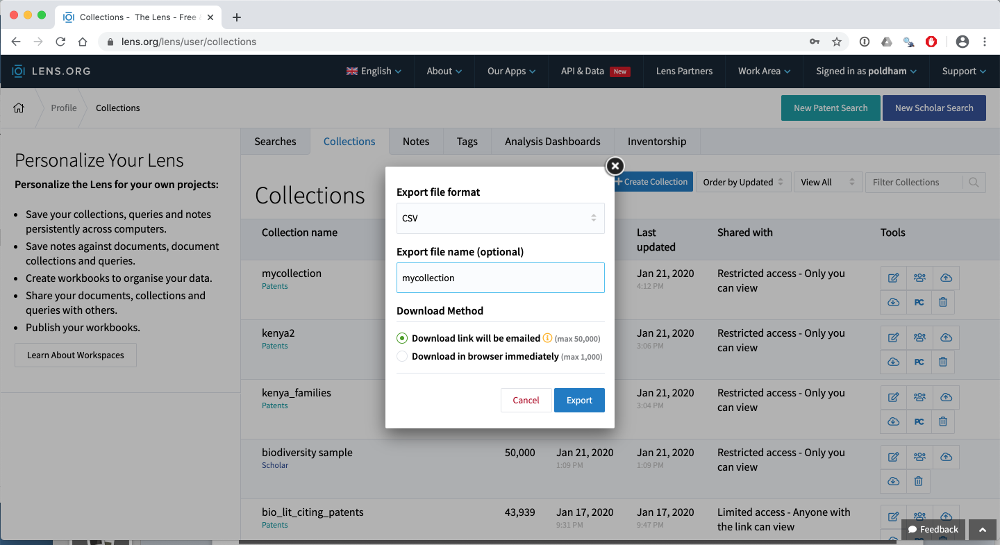 Collections - The Lens - Free
lens.org/lens/user/collections
LENS.ORG
English
About
Our Apps
API & Data New
Lens Partners
Work Area
Signed in as poldham
Support
Profile
Collections
New Patent Search
New Scholar Search
Personalize Your Lens
Personalize the Lens for your own projects:
• Save your collections, queries and notes
persistently across computers.
• Save notes against documents, document
collections and queries.
• Create workbooks to organise your data.
• Share your documents, collections and
queries with others.
• Publish your workbooks.
Learn About Workspaces
Searches
Collections
Notes
Tags
Analysis Dashboards
Inventorship
Collections
Create Collection
Order by Updated
View All
Filter Collections
Collection name
Last
updated
Shared with
Tools
mycollection
Patents
Jan 21, 2020
4:12 PM
Restricted access - Only you
can view
PC
kenya2
Patents
Jan 21, 2020
3:06 PM
Restricted access - Only you
can view
PC
kenya_families
Patents
Jan 21, 2020
3:04 PM
Restricted access - Only you
can view
PC
biodiversity sample
Scholar
50,000
Jan 21, 2020
1:09 PM
Jan 21, 2020
1:09 PM
Restricted access - Only you
can view
bio_lit_citing_patents
Patents
43,939
Jan 17, 2020
9:31 PM
Jan 17, 2020
9:47 PM
Limited access - Anyone with
the link can view
Export file format
CSV
Export file name (optional)
mycollection
Download Method
Download link will be emailed (max 50,000)
Download in browser immediately (max 1,000)
Cancel
Export
Feedback